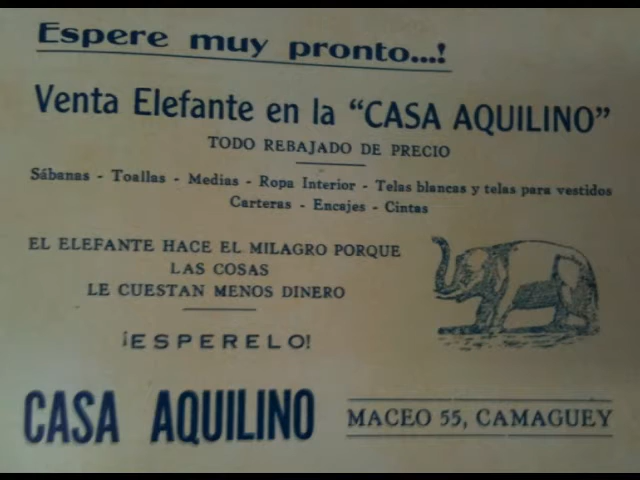 Espere muy pronto...!
Venta Elefante en la "CASA AQUILINO"
TODO REBAJADO DE PRECIO
Sábanas - Toallas - Medias - Ropa Interior - Telas blancas y telas para vestidos
Carteras - Encajes - Cintas
EL ELEFANTE HACE EL MILAGRO PORQUE
LAS COSAS
LE CUESTAN MENOS DINERO
¡ESPERELO!
CASA AQUILINO
MACEO 55, CAMAGUEY